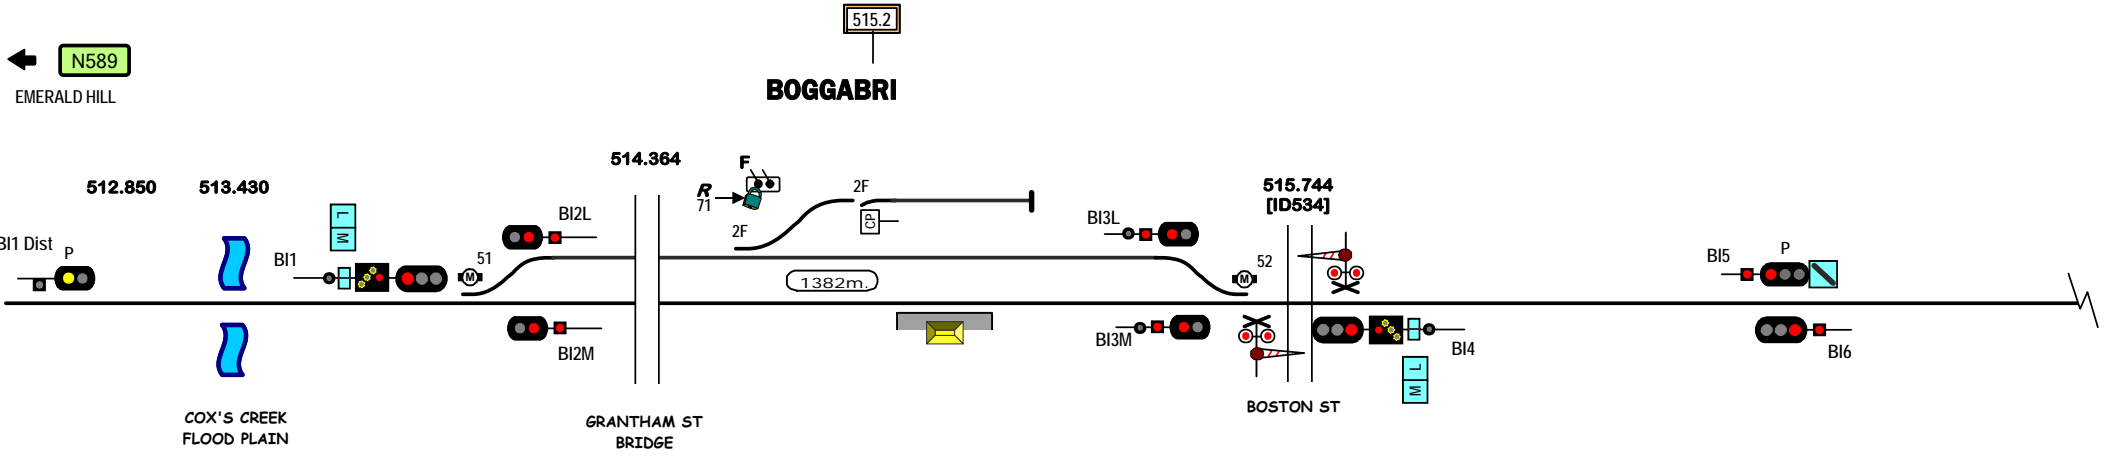 515.2
N589
EMERALD HILL
BOGGABRI
514.364
F
512.850
513.430
R
71
2F
515.744
[ID534]
L
M
BI2L
CP
BI3L
BI1 Dist
P
BI1
51
2F
52
BI5
P
M
1382m.
M
BI2M
BI3M
BI4
BI6
L
M
COX'S CREEK
FLOOD PLAIN
GRANTHAM ST
BRIDGE
BOSTON ST